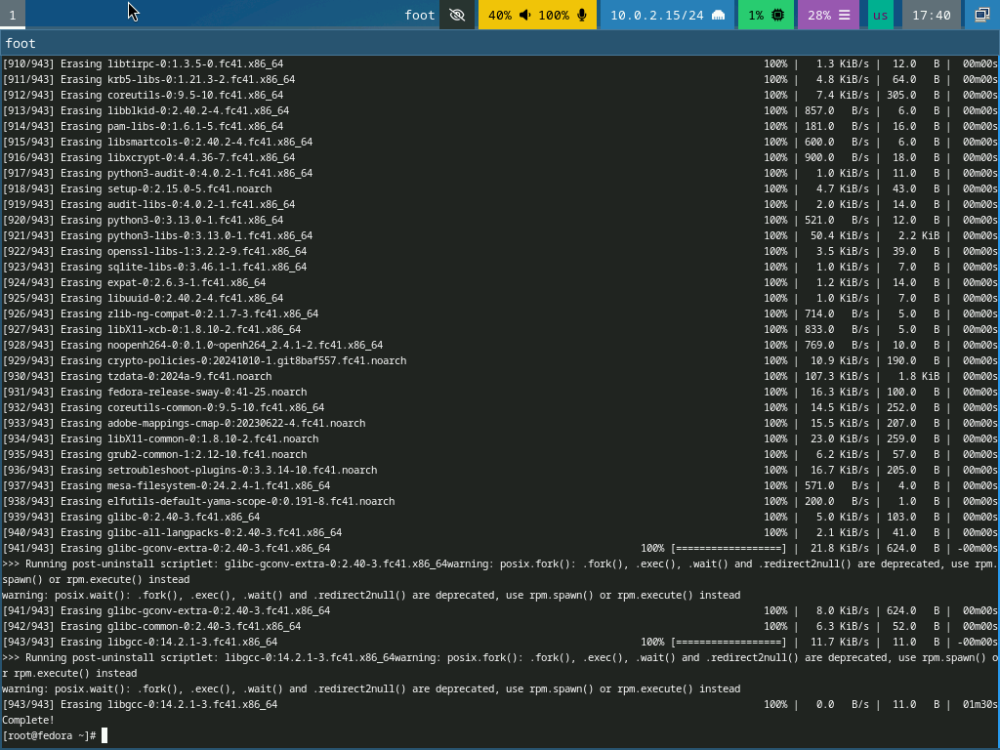 1 foot 40% 100% 10.0.2.15/24 1% 28% us 17:40
foot
[910/943] Erasing libtirpc-0:1.3.5-0.fc41.x86_64 100% | 1.3 KiB/s | 12.0 B | 00m00s
[911/943] Erasing krb5-libs-0:1.21.3-2.fc41.x86_64 100% | 4.8 KiB/s | 64.0 B | 00m00s
[912/943] Erasing coreutils-0:9.5-10.fc41.x86_64 100% | 7.4 KiB/s | 305.0 B | 00m00s
[913/943] Erasing libblkid-0:2.40.2-4.fc41.x86_64 100% | 857.0 B/s | 6.0 B | 00m00s
[914/943] Erasing pam-libs-0:1.6.1-5.fc41.x86_64 100% | 181.0 B/s | 16.0 B | 00m00s
[915/943] Erasing libsmartcols-0:2.40.2-4.fc41.x86_64 100% | 600.0 B/s | 6.0 B | 00m00s
[916/943] Erasing libxcrypt-0:4.4.36-7.fc41.x86_64 100% | 900.0 B/s | 18.0 B | 00m00s
[917/943] Erasing python3-audit-0:4.0.2-1.fc41.x86_64 100% | 1.0 KiB/s | 11.0 B | 00m00s
[918/943] Erasing setup-0:2.15.0-5.fc41.noarch 100% | 4.7 KiB/s | 43.0 B | 00m00s
[919/943] Erasing audit-libs-0:4.0.2-1.fc41.x86_64 100% | 2.0 KiB/s | 14.0 B | 00m00s
[920/943] Erasing python3-0:3.13.0-1.fc41.x86_64 100% | 521.0 B/s | 12.0 B | 00m00s
[921/943] Erasing python3-libs-0:3.13.0-1.fc41.x86_64 100% | 50.4 KiB/s | 2.2 KiB | 00m00s
[922/943] Erasing openssl-libs-1:3.2.2-9.fc41.x86_64 100% | 3.5 KiB/s | 39.0 B | 00m00s
[923/943] Erasing sqlite-libs-0:3.46.1-1.fc41.x86_64 100% | 1.0 KiB/s | 7.0 B | 00m00s
[924/943] Erasing expat-0:2.6.3-1.fc41.x86_64 100% | 1.2 KiB/s | 14.0 B | 00m00s
[925/943] Erasing libuuid-0:2.40.2-4.fc41.x86_64 100% | 1.0 KiB/s | 7.0 B | 00m00s
[926/943] Erasing zlib-ng-compat-0:2.1.7-3.fc41.x86_64 100% | 714.0 B/s | 5.0 B | 00m00s
[927/943] Erasing libX11-xcb-0:1.8.10-2.fc41.x86_64 100% | 833.0 B/s | 5.0 B | 00m00s
[928/943] Erasing noopenh264-0:0.1.0~openh264_2.4.1-2.fc41.x86_64 100% | 769.0 B/s | 10.0 B | 00m00s
[929/943] Erasing crypto-policies-0:20241010-1.git8baf557.fc41.noarch 100% | 10.9 KiB/s | 190.0 B | 00m00s
[930/943] Erasing tzdata-0:2024a-9.fc41.noarch 100% | 107.3 KiB/s | 1.8 KiB | 00m00s
[931/943] Erasing fedora-release-sway-0:41-25.noarch 100% | 16.3 KiB/s | 100.0 B | 00m00s
[932/943] Erasing coreutils-common-0:9.5-10.fc41.x86_64 100% | 14.5 KiB/s | 252.0 B | 00m00s
[933/943] Erasing adobe-mappings-cmap-0:20230622-4.fc41.noarch 100% | 15.5 KiB/s | 207.0 B | 00m00s
[934/943] Erasing libX11-common-0:1.8.10-2.fc41.noarch 100% | 23.0 KiB/s | 259.0 B | 00m00s
[935/943] Erasing grub2-common-1:2.12-10.fc41.noarch 100% | 6.2 KiB/s | 57.0 B | 00m00s
[936/943] Erasing setroubleshoot-plugins-0:3.3.14-10.fc41.noarch 100% | 16.7 KiB/s | 205.0 B | 00m00s
[937/943] Erasing mesa-filesystem-0:24.2.4-1.fc41.x86_64 100% | 571.0 B/s | 4.0 B | 00m00s
[938/943] Erasing elfutils-default-yama-scope-0:0.191-8.fc41.noarch 100% | 200.0 B/s | 1.0 B | 00m00s
[939/943] Erasing glibc-0:2.40-3.fc41.x86_64 100% | 5.0 KiB/s | 103.0 B | 00m00s
[940/943] Erasing glibc-all-langpacks-0:2.40-3.fc41.x86_64 100% | 2.1 KiB/s | 41.0 B | 00m00s
[941/943] Erasing glibc-gconv-extra-0:2.40-3.fc41.x86_64 100% [==================] | 21.8 KiB/s | 624.0 B | -00m00s
>>> Running post-uninstall scriptlet: glibc-gconv-extra-0:2.40-3.fc41.x86_64warning: posix.fork(): .fork(), .exec(), .wait() and .redirect2null() are deprecated, use rpm.
spawn() or rpm.execute() instead
warning: posix.wait(): .fork(), .exec(), .wait() and .redirect2null() are deprecated, use rpm.spawn() or rpm.execute() instead
[941/943] Erasing glibc-gconv-extra-0:2.40-3.fc41.x86_64 100% | 8.0 KiB/s | 624.0 B | 00m00s
[942/943] Erasing glibc-common-0:2.40-3.fc41.x86_64 100% | 6.3 KiB/s | 52.0 B | 00m00s
[943/943] Erasing libgcc-0:14.2.1-3.fc41.x86_64 100% [==================] | 11.7 KiB/s | 11.0 B | -00m00s
>>> Running post-uninstall scriptlet: libgcc-0:14.2.1-3.fc41.x86_64warning: posix.fork(): .fork(), .exec(), .wait() and .redirect2null() are deprecated, use rpm.spawn() o
r rpm.execute() instead
warning: posix.wait(): .fork(), .exec(), .wait() and .redirect2null() are deprecated, use rpm.spawn() or rpm.execute() instead
[943/943] Erasing libgcc-0:14.2.1-3.fc41.x86_64 100% | 0.0 B/s | 11.0 B | 01m30s
Complete!
[root@fedora ~]#